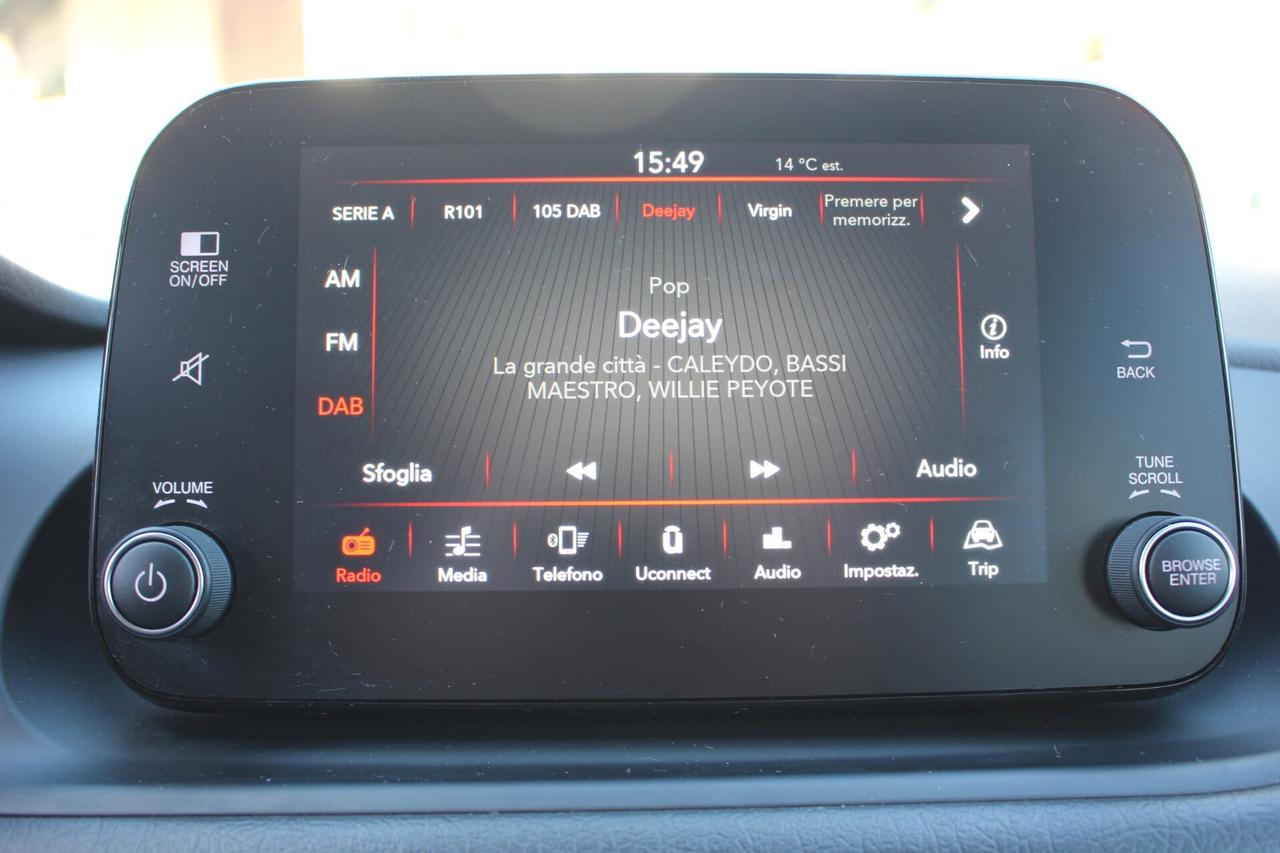 15:49
14 °C est.
SERIE A
R101
105 DAB
Deejay
Virgin
Premere per
memorizz.
SCREEN
ON/OFF
AM
FM
DAB
Pop
Deejay
La grande città - CALEYDO, BASSI
MAESTRO, WILLIE PEYOTE
Info
BACK
Sfoglia
Audio
VOLUME
TUNE
SCROLL
Radio
Media
Telefono
Uconnect
Audio
Impostaz.
Trip
BROWSE
ENTER